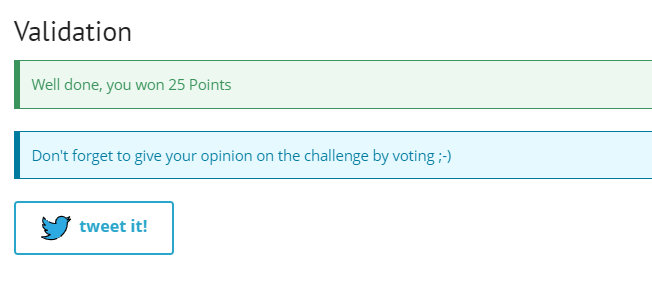 Validation
Well done, you won 25 Points
Don't forget to give your opinion on the challenge by voting ;-)
tweet it!